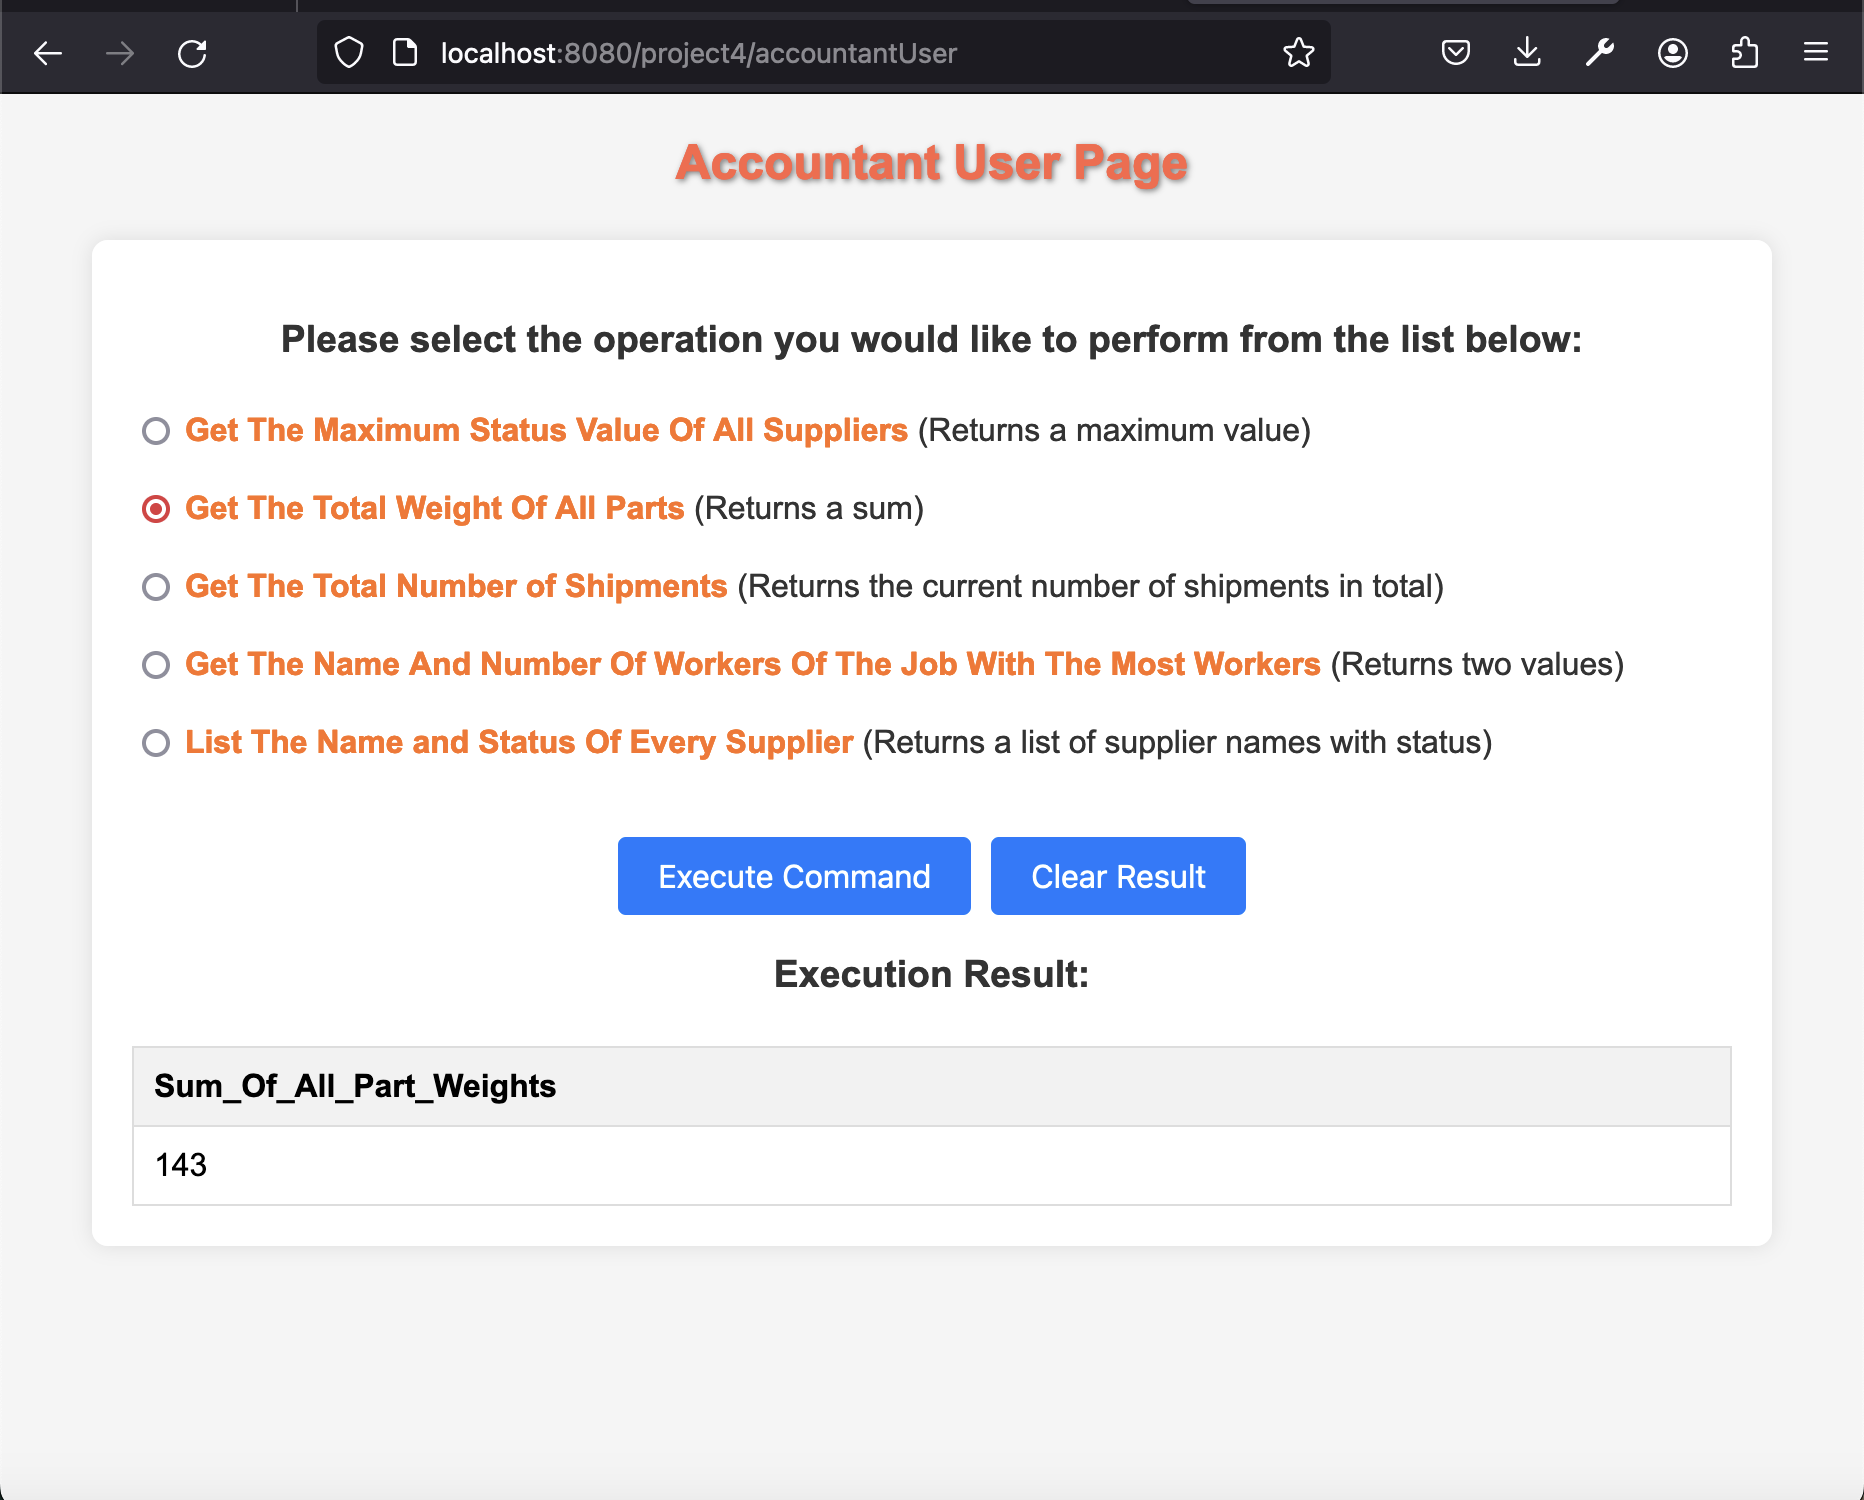 localhost:8080/project4/accountantUser
Accountant User Page
Please select the operation you would like to perform from the list below:
Get The Maximum Status Value Of All Suppliers (Returns a maximum value)
Get The Total Weight Of All Parts (Returns a sum)
Get The Total Number of Shipments (Returns the current number of shipments in total)
Get The Name And Number Of Workers Of The Job With The Most Workers (Returns two values)
List The Name and Status Of Every Supplier (Returns a list of supplier names with status)
Execute Command Clear Result
Execution Result:
Sum_Of_All_Part_Weights
143